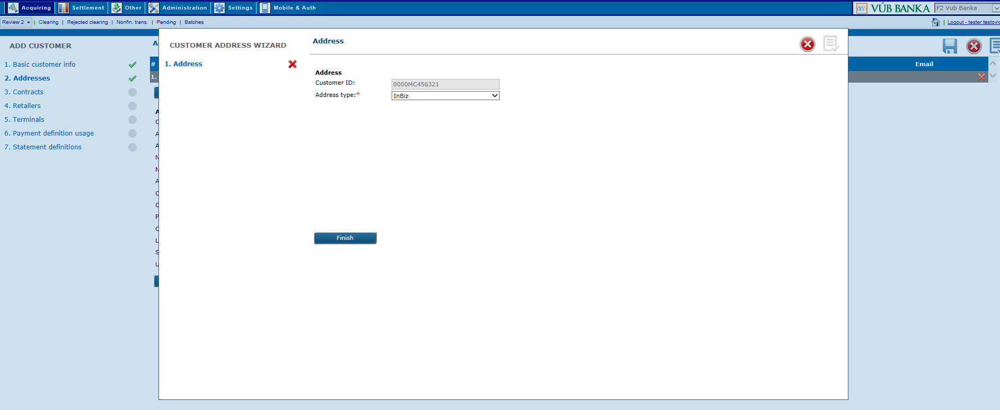 Acquiring Settlement Other Administration Settings Mobile & Auth VÚB BANKA F2 Vub Banka
Review 2 | Clearing | Rejected clearing | Nonfin. trans. | Pending | Batches | Logout - tester testovic
ADD CUSTOMER
1. Basic customer info
2. Addresses
3. Contracts
4. Retailers
5. Terminals
6. Payment definition usage
7. Statement definitions
A
#
1.
A
C
A
A
N
N
A
C
C
P
C
L
S
U
CUSTOMER ADDRESS WIZARD
1. Address
Address
Address
Customer ID: 0000MC456321
Address type:* InBiz
Finish
Email